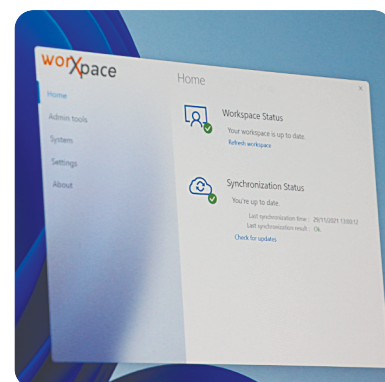 worXpace
Home
Home
Admin tools
System
Settings
About
Workspace Status
Your workspace is up to date.
Refresh workspace
Synchronization Status
You're up to date.
Last synchronization time : 29/11/2021 13:00:12
Last synchronization result : Ok.
Check for updates